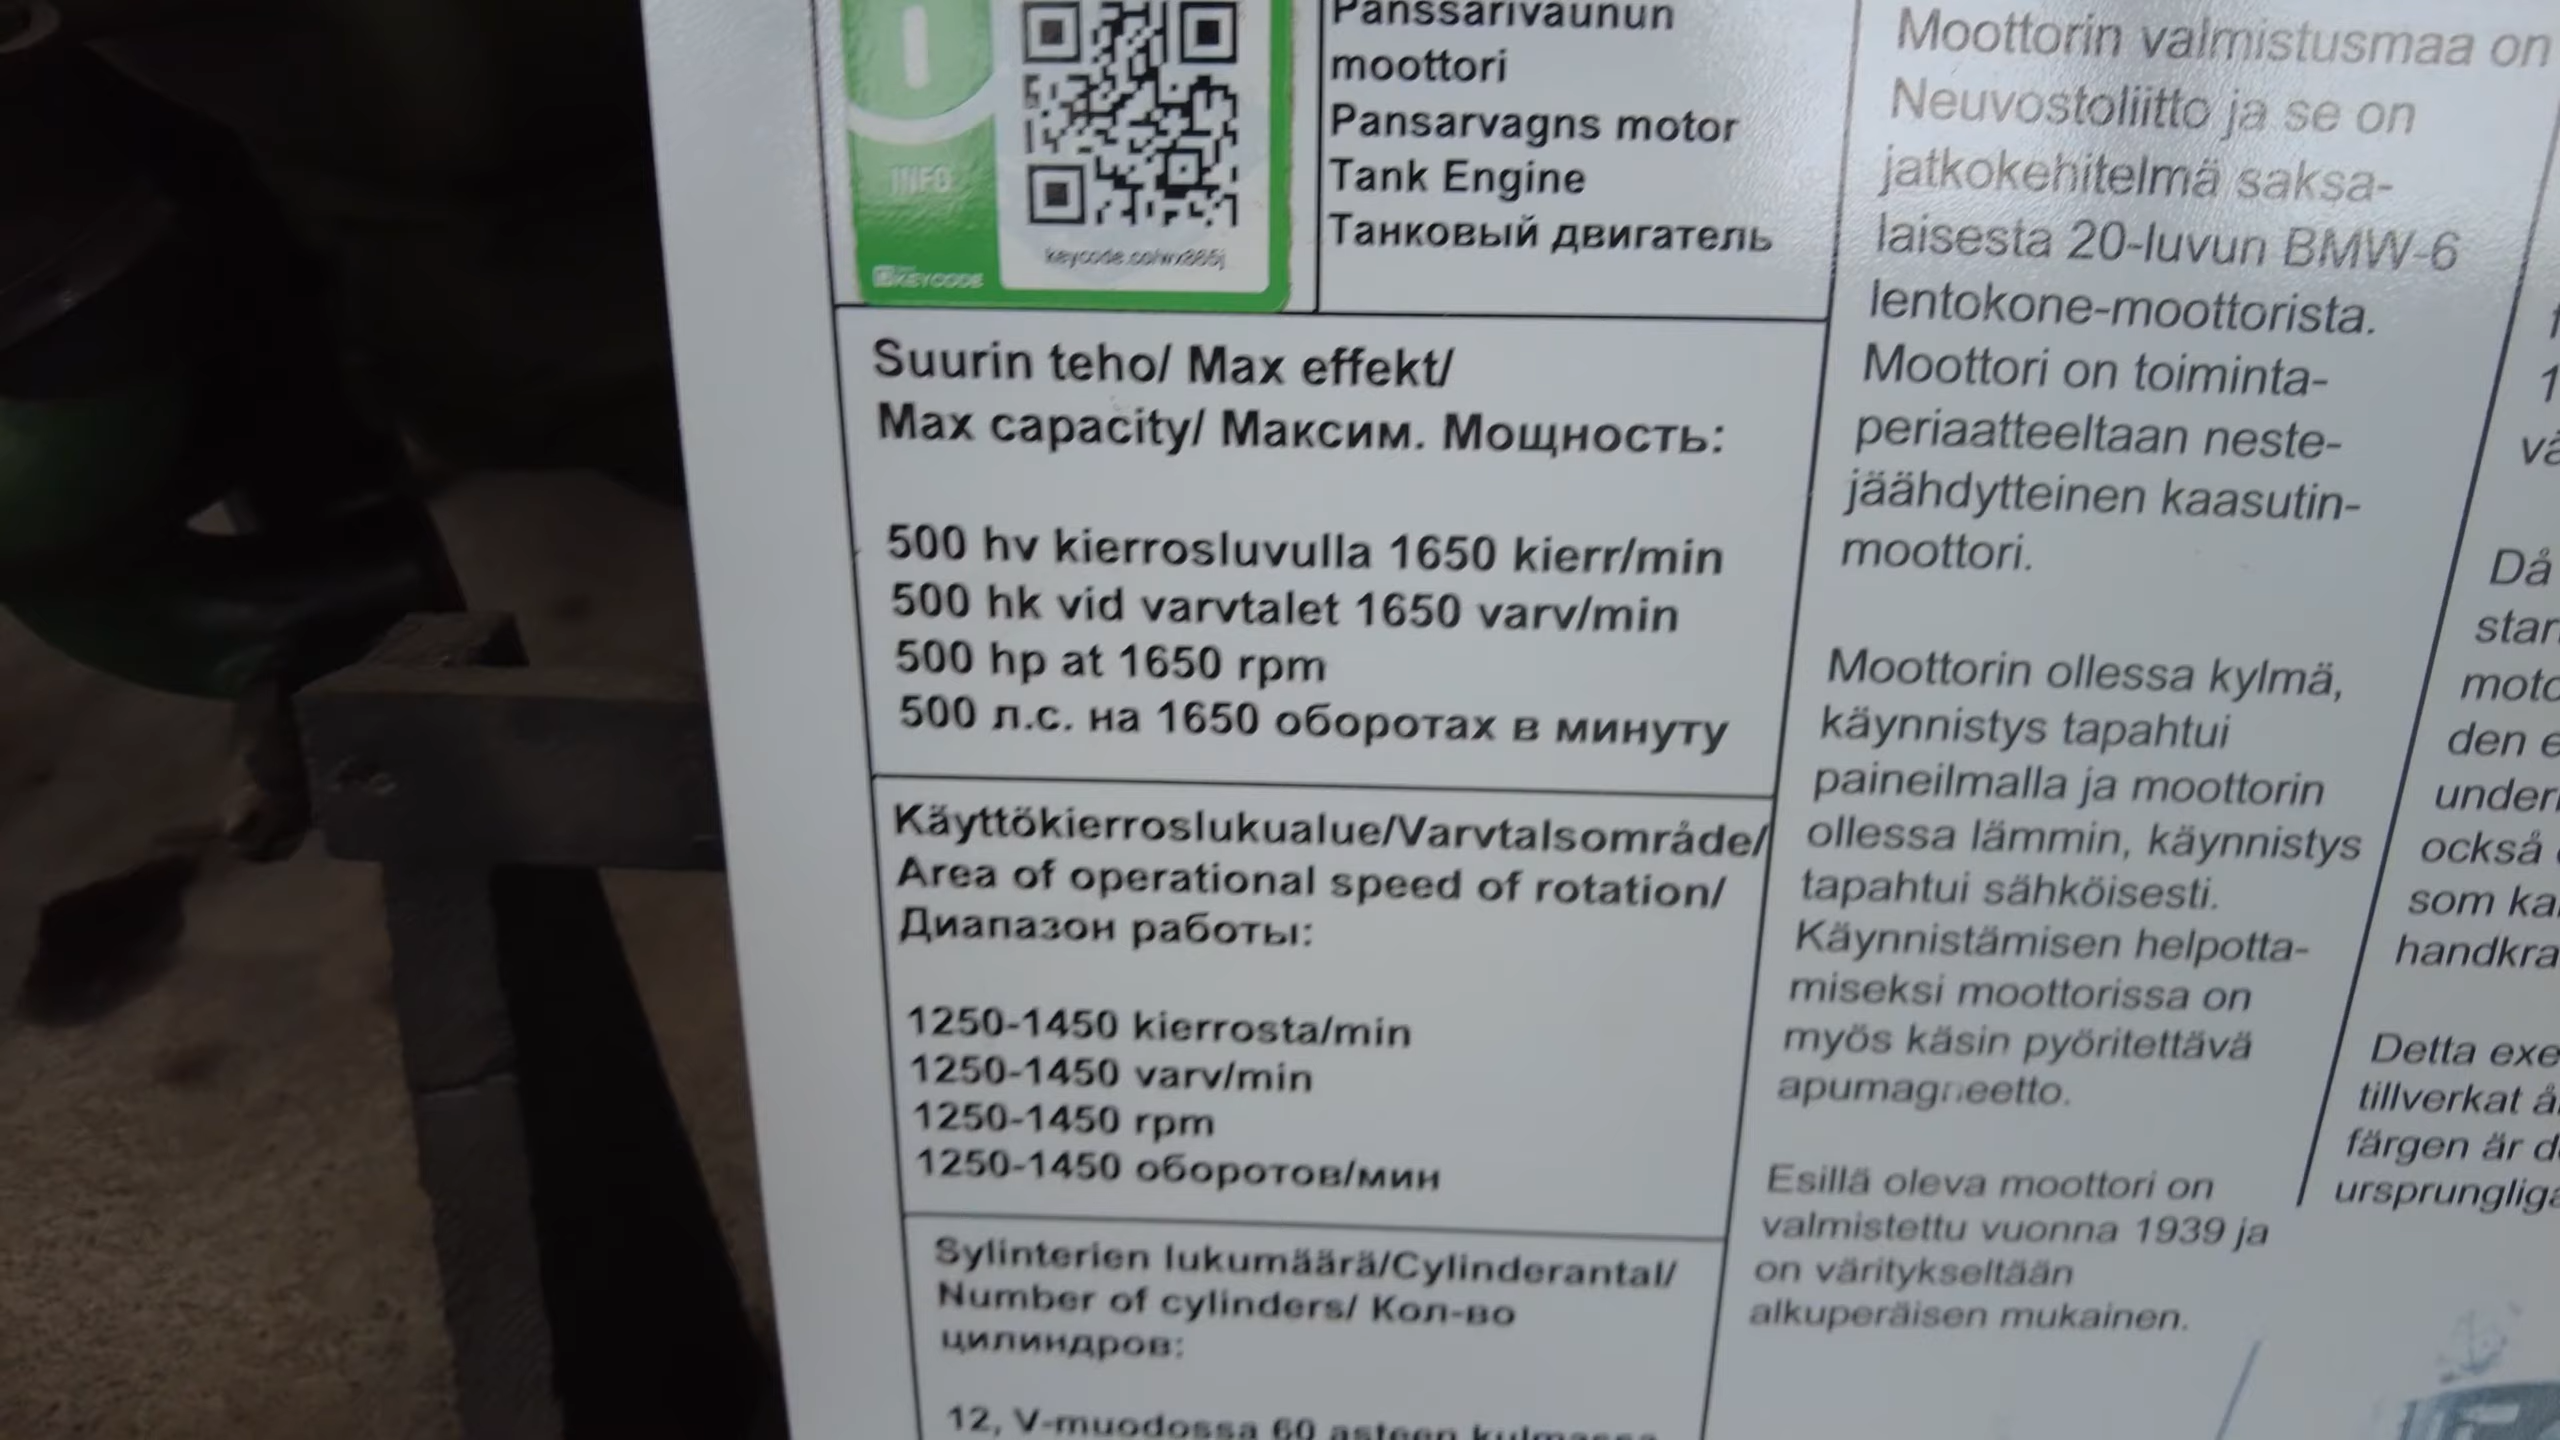 INFO
KEYCODE
Panssarivaunun
moottori
Pansarvagns motor
Tank Engine
Танковый двигатель
Suurin teho/ Max effekt/
Max capacity/ Максим. Мощность:
500 hv kierrosluvulla 1650 kierr/min
500 hk vid varvtalet 1650 varv/min
500 hp at 1650 rpm
500 л.с. на 1650 оборотах в минуту
Käyttökierroslukualue/Varvtalsområde/
Area of operational speed of rotation/
Диапазон работы:
1250-1450 kierrosta/min
1250-1450 varv/min
1250-1450 rpm
1250-1450 оборотов/мин
Sylinterien lukumäärä/Cylinderantal/
Number of cylinders/ Кол-во
цилиндров:
12, V-muodossa 60 asteen kulmassa
Moottorin valmistusmaa on
Neuvostoliitto ja se on
jatkokehitelmä saksa-
laisesta 20-luvun BMW-6
lentokone-moottorista.
Moottori on toiminta-
periaatteeltaan neste-
jäähdytteinen kaasutin-
moottori.
Moottorin ollessa kylmä,
käynnistys tapahtui
paineilmalla ja moottorin
ollessa lämmin, käynnistys
tapahtui sähköisesti.
Käynnistämisen helpotta-
miseksi moottorissa on
myös käsin pyöritettävä
apumagneetto.
Esillä oleva moottori on
valmistettu vuonna 1939 ja
on väritykseltään
alkuperäisen mukainen.
Då
den
också
som
Detta
tillverkat
färgen är